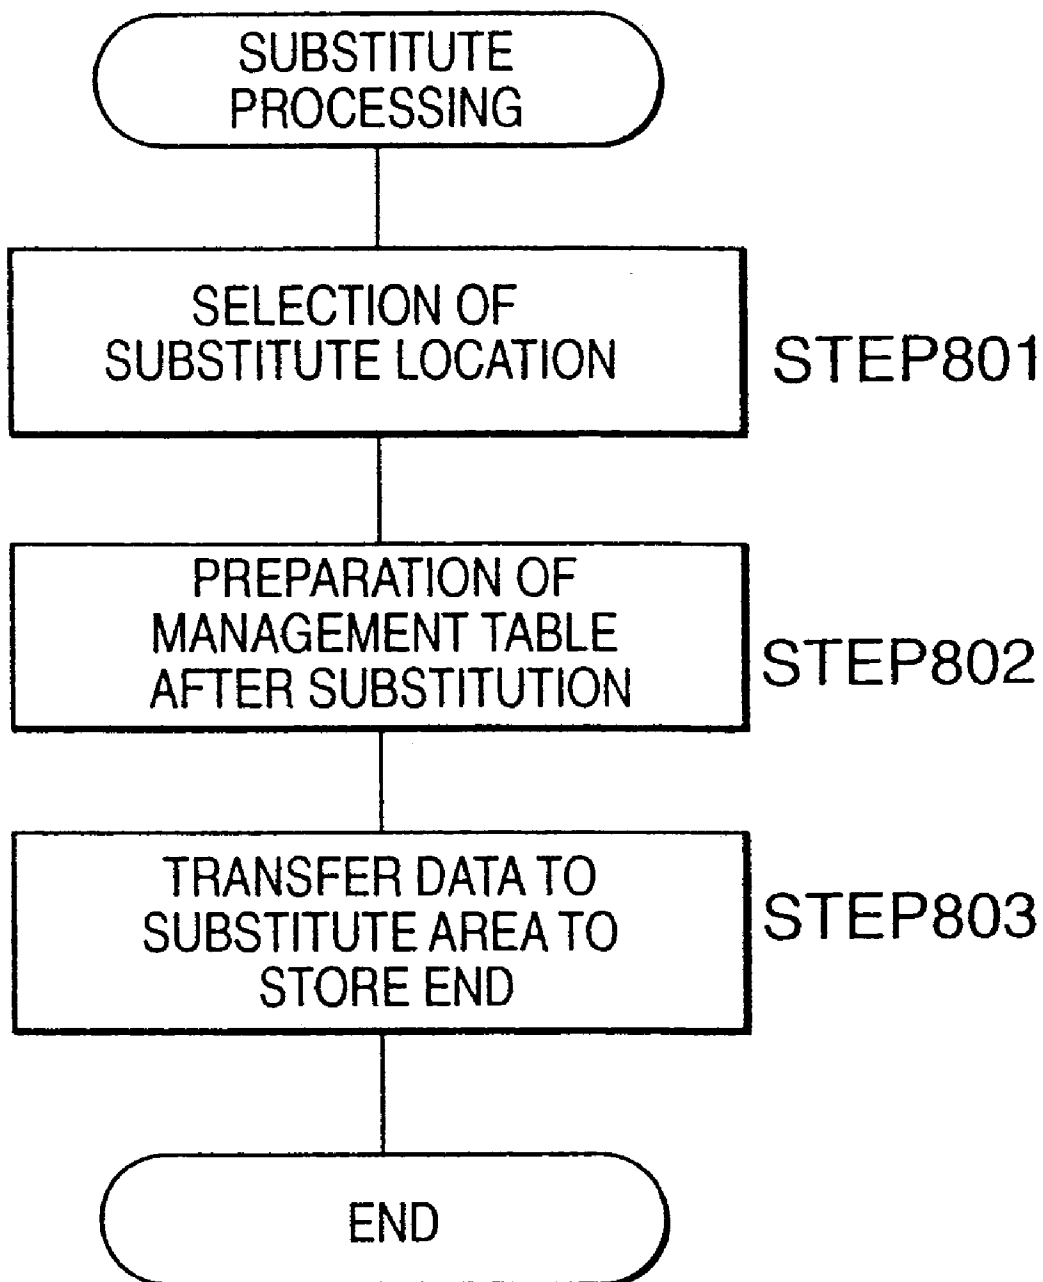 SUBSTITUTE
PROCESSING
SELECTION OF
SUBSTITUTE LOCATION
STEP801
PREPARATION OF
MANAGEMENT TABLE
AFTER SUBSTITUTION
STEP802
TRANSFER DATA TO
SUBSTITUTE AREA TO
STORE END
STEP803
END